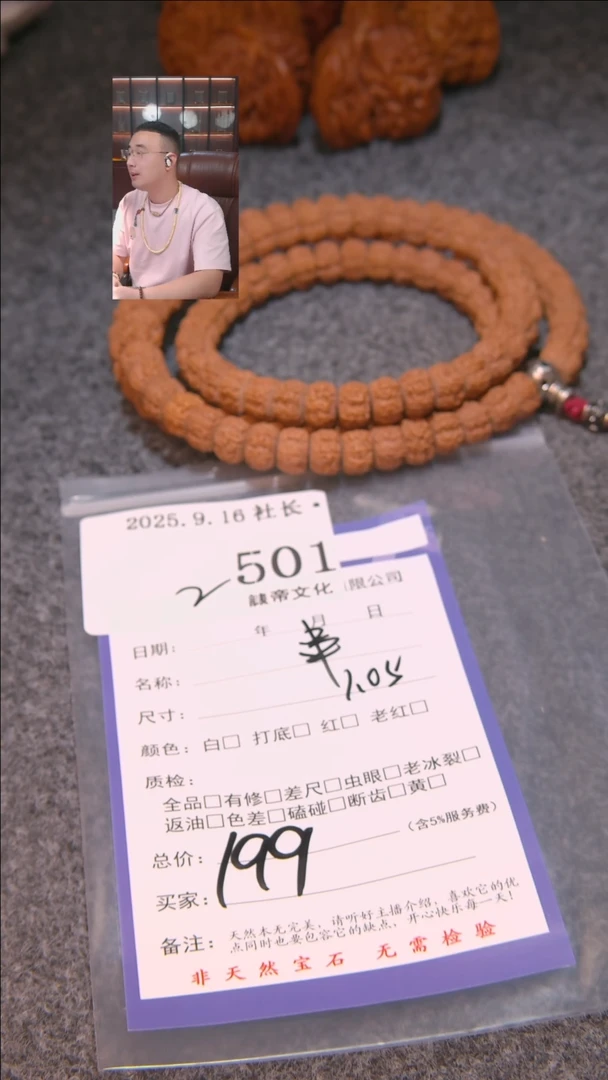 2025.9.16 社长
501
帝文化 限公司
日期: 年 月 日
名称: 串
尺寸: 1.05
颜色: 白□ 打底□ 红□ 老红□
质检:
全品□有修□差尺□虫眼□老冰裂□
返油□色差□磕碰□断齿□黄□
总价: 199 (含5%服务费)
买家:
备注: 天然本无完美, 请听好主播介绍, 喜欢它的优
点同时也要包容它的缺点, 开心快乐每一天!
非天然宝石 无需检验